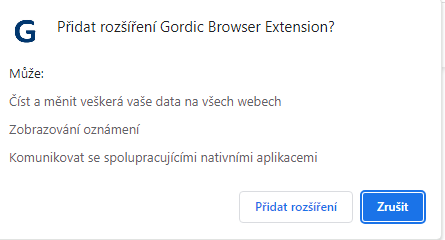 G
Přidat rozšíření Gordic Browser Extension?
Může:
Číst a měnit veškerá vaše data na všech webech
Zobrazování oznámení
Komunikovat se spolupracujícími nativními aplikacemi
Přidat rozšíření
Zrušit